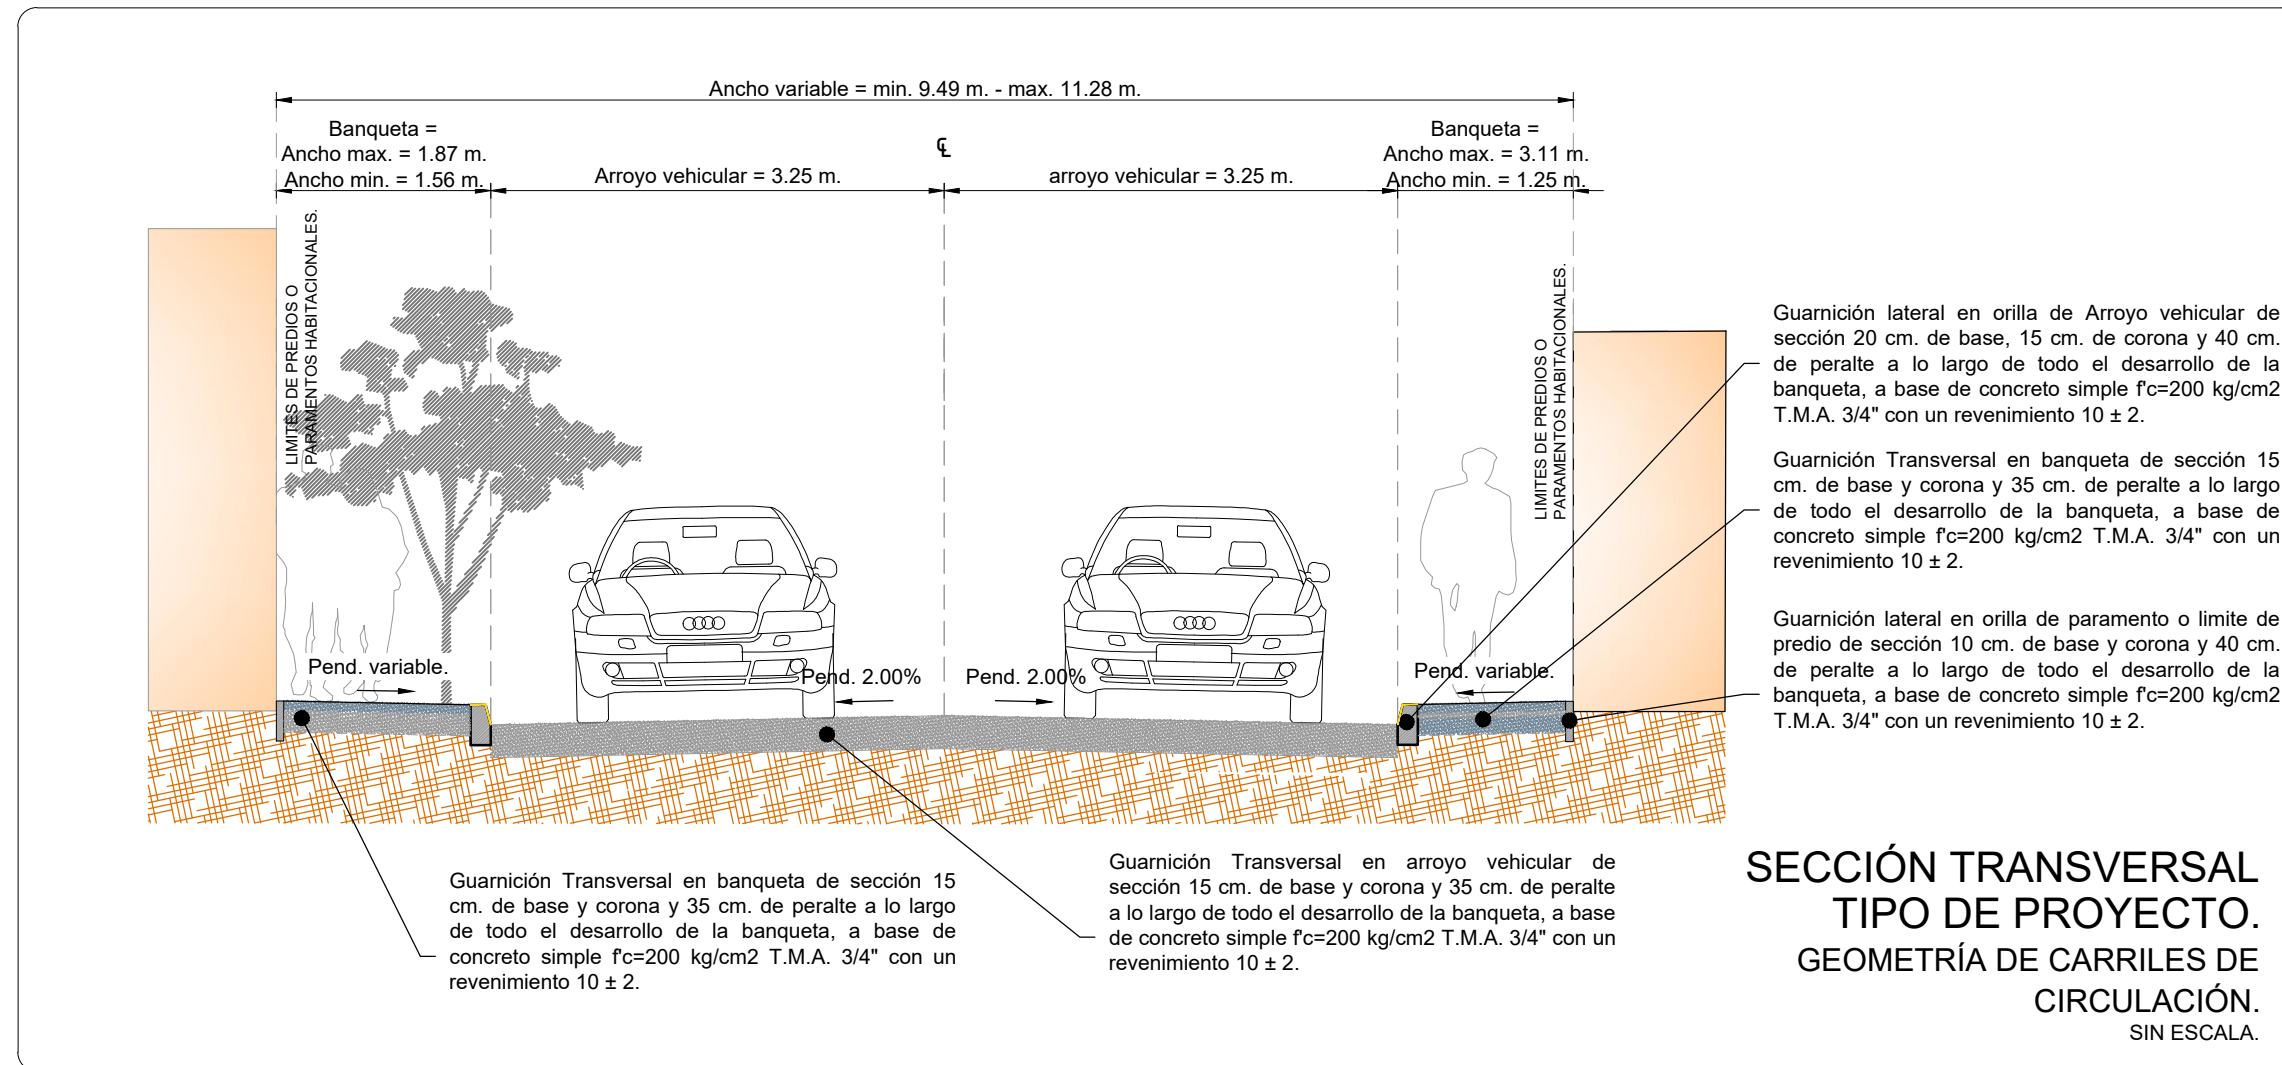 Ancho variable = min. 9.49 m. - max. 11.28 m.
Banqueta =
Ancho max. = 1.87 m.
Ancho min. = 1.56 m.
Arroyo vehicular = 3.25 m.
℄
arroyo vehicular = 3.25 m.
Banqueta =
Ancho max. = 3.11 m.
Ancho min. = 1.25 m.
LIMITES DE PREDIOS O
PARAMENTOS HABITACIONALES.
LIMITES DE PREDIOS O
PARAMENTOS HABITACIONALES.
Pend. variable.
Pend. 2.00%
Pend. 2.00%
Pend. variable.
Guarnición lateral en orilla de Arroyo vehicular de
sección 20 cm. de base, 15 cm. de corona y 40 cm.
de peralte a lo largo de todo el desarrollo de la
banqueta, a base de concreto simple f'c=200 kg/cm2
T.M.A. 3/4" con un revenimiento 10 ± 2.
Guarnición Transversal en banqueta de sección 15
cm. de base y corona y 35 cm. de peralte a lo largo
de todo el desarrollo de la banqueta, a base de
concreto simple f'c=200 kg/cm2 T.M.A. 3/4" con un
revenimiento 10 ± 2.
Guarnición lateral en orilla de paramento o limite de
predio de sección 10 cm. de base y corona y 40 cm.
de peralte a lo largo de todo el desarrollo de la
banqueta, a base de concreto simple f'c=200 kg/cm2
T.M.A. 3/4" con un revenimiento 10 ± 2.
Guarnición Transversal en banqueta de sección 15
cm. de base y corona y 35 cm. de peralte a lo largo
de todo el desarrollo de la banqueta, a base de
concreto simple f'c=200 kg/cm2 T.M.A. 3/4" con un
revenimiento 10 ± 2.
Guarnición Transversal en arroyo vehicular de
sección 15 cm. de base y corona y 35 cm. de peralte
a lo largo de todo el desarrollo de la banqueta, a base
de concreto simple f'c=200 kg/cm2 T.M.A. 3/4" con un
revenimiento 10 ± 2.
SECCIÓN TRANSVERSAL
TIPO DE PROYECTO.
GEOMETRÍA DE CARRILES DE
CIRCULACIÓN.
SIN ESCALA.